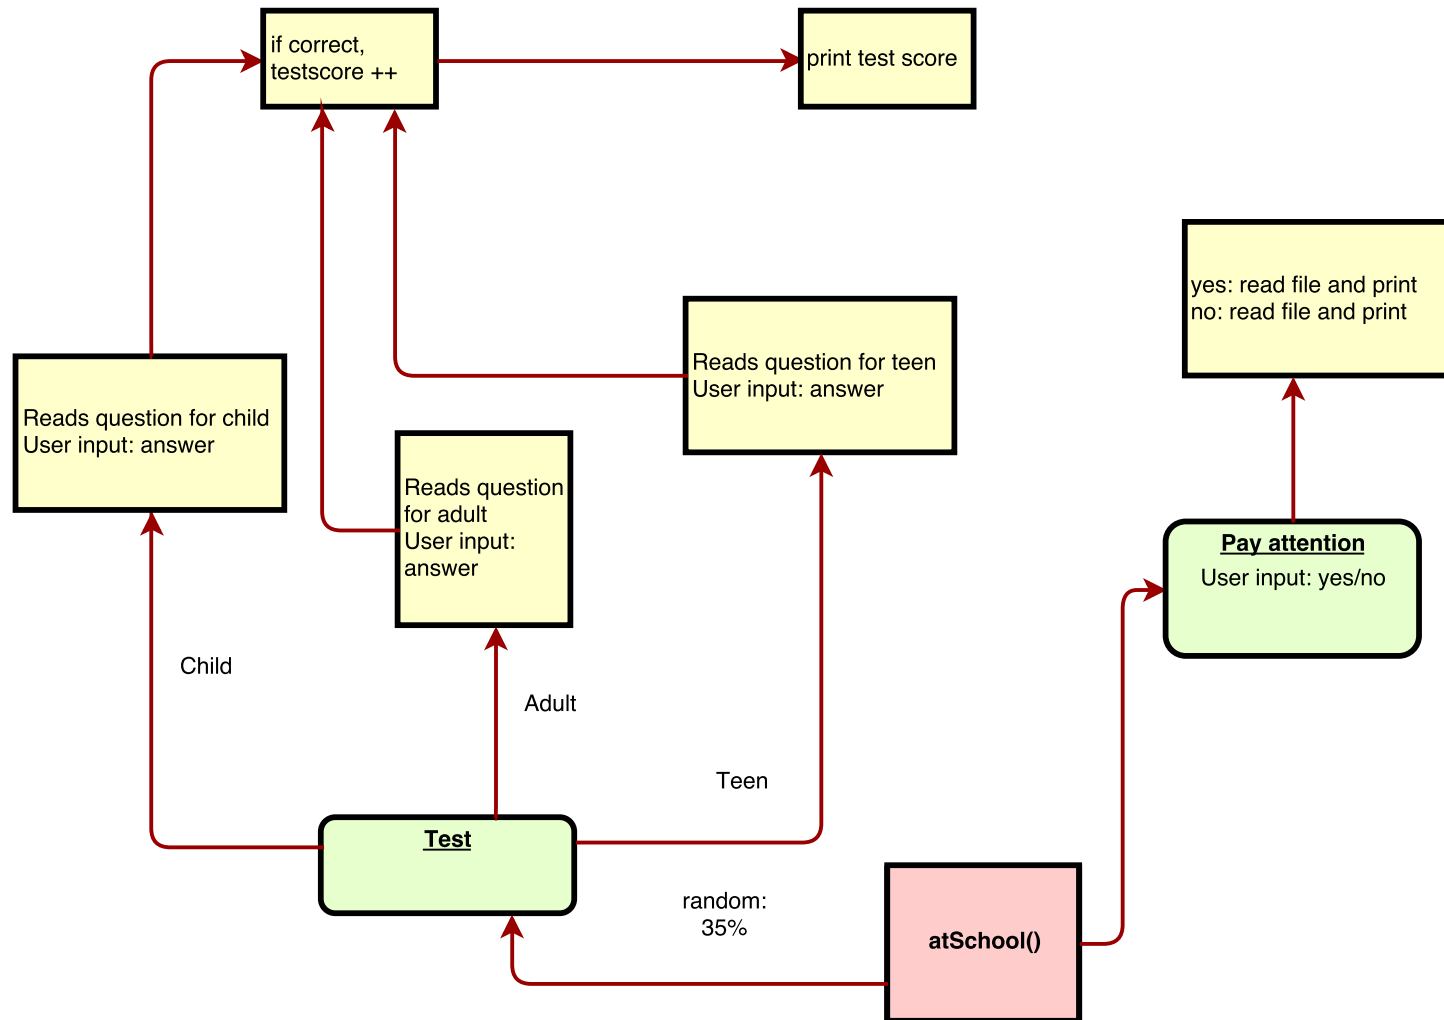 if correct,
testscore ++
print test score
yes: read file and print
no: read file and print
Reads question for teen
User input: answer
Reads question for child
User input: answer
Reads question
for adult
User input:
answer
Pay attention
User input: yes/no
Child
Adult
Teen
Test
random:
35%
atSchool()